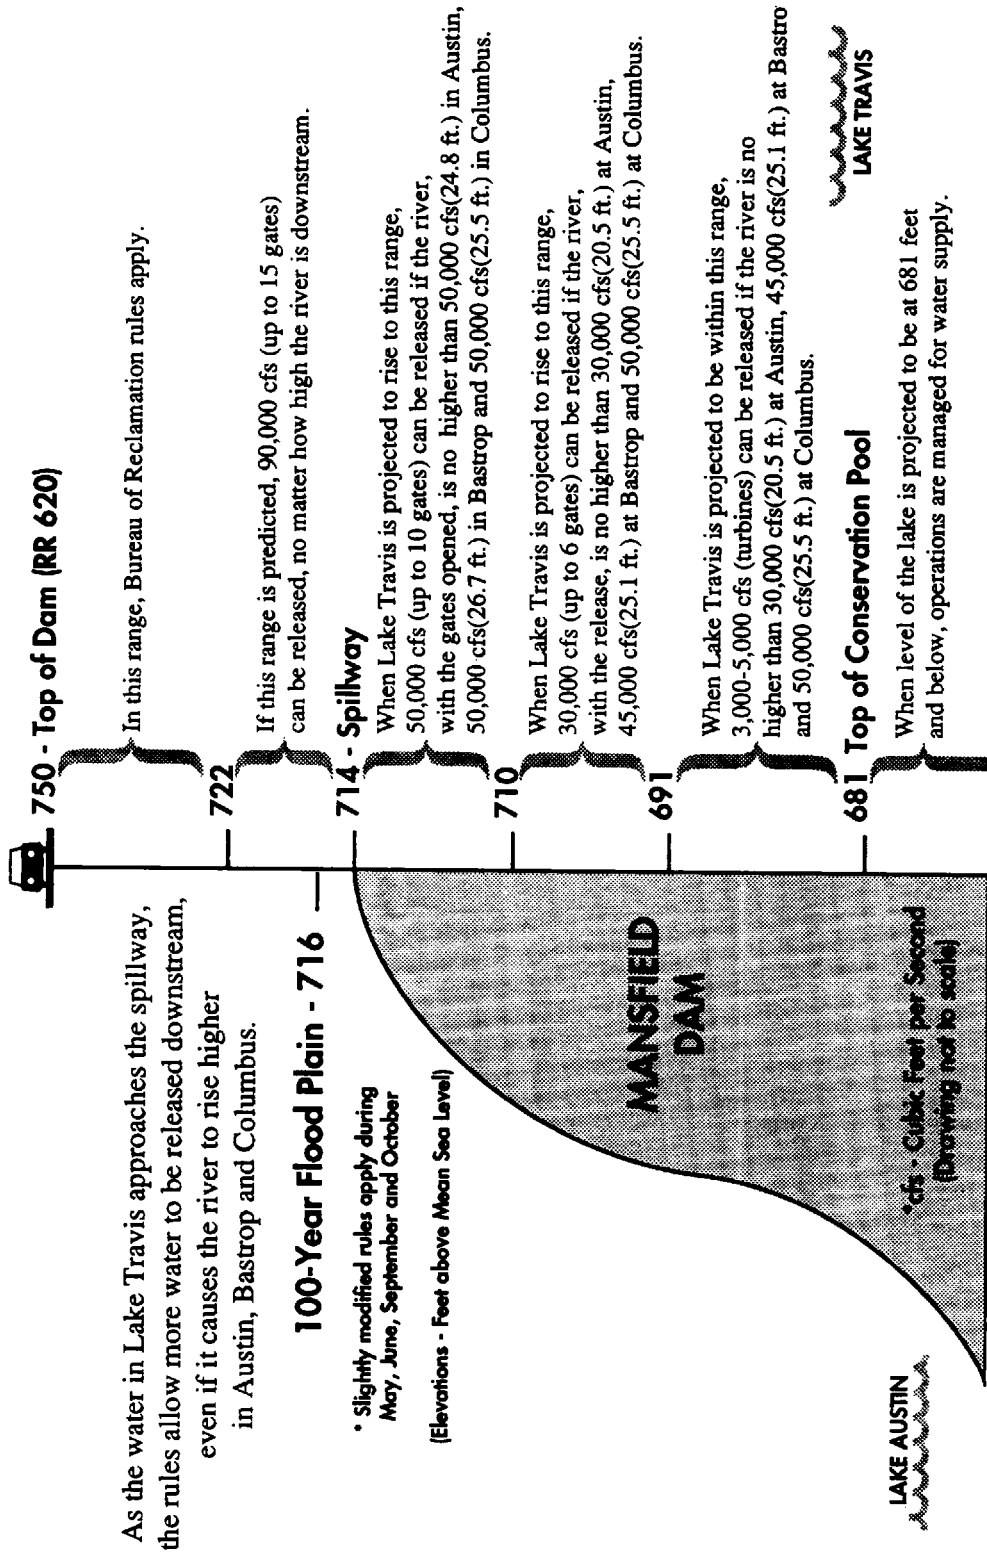 750 - Top of Dam (RR 620)
In this range, Bureau of Reclamation rules apply.
722
If this range is predicted, 90,000 cfs (up to 15 gates)
can be released, no matter how high the river is downstream.
714 - Spillway
When Lake Travis is projected to rise to this range,
50,000 cfs (up to 10 gates) can be released if the river,
with the gates opened, is no higher than 50,000 cfs(24.8 ft.) in Austin,
50,000 cfs(26.7 ft.) in Bastrop and 50,000 cfs(25.5 ft.) in Columbus.
710
When Lake Travis is projected to rise to this range,
30,000 cfs (up to 6 gates) can be released if the river,
with the release, is no higher than 30,000 cfs(20.5 ft.) at Austin,
45,000 cfs(25.1 ft.) at Bastrop and 50,000 cfs(25.5 ft.) at Columbus.
691
When Lake Travis is projected to be within this range,
3,000-5,000 cfs (turbines) can be released if the river is no
higher than 30,000 cfs(20.5 ft.) at Austin, 45,000 cfs(25.1 ft.) at Bastro
and 50,000 cfs(25.5 ft.) at Columbus.
681 Top of Conservation Pool
When level of the lake is projected to be at 681 feet
and below, operations are managed for water supply.
LAKE TRAVIS
As the water in Lake Travis approaches the spillway,
the rules allow more water to be released downstream,
even if it causes the river to rise higher
in Austin, Bastrop and Columbus.
100-Year Flood Plain - 716
* Slightly modified rules apply during
May, June, September and October
(Elevations - Feet above Mean Sea Level)
MANSFIELD
DAM
*cfs - Cubic Feet per Second
(Drawing not to scale)
LAKE AUSTIN